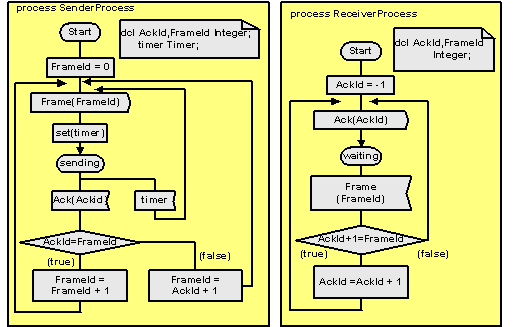 process SenderProcess
Start
dcl AckId,FrameId Integer;
timer Timer;
FrameId = 0
Frame(FrameId)
set(timer)
sending
Ack(Ackid
timer
AckId=FrameId
(true)
(false)
FrameId =
FrameId + 1
FrameId =
AckId + 1
process ReceiverProcess
Start
dcl AckId,FrameId
Integer;
AckId = -1
Ack(AckId)
waiting
Frame
(FrameId)
AckId+1=FrameId
(true)
(false)
AckId =AckId + 1